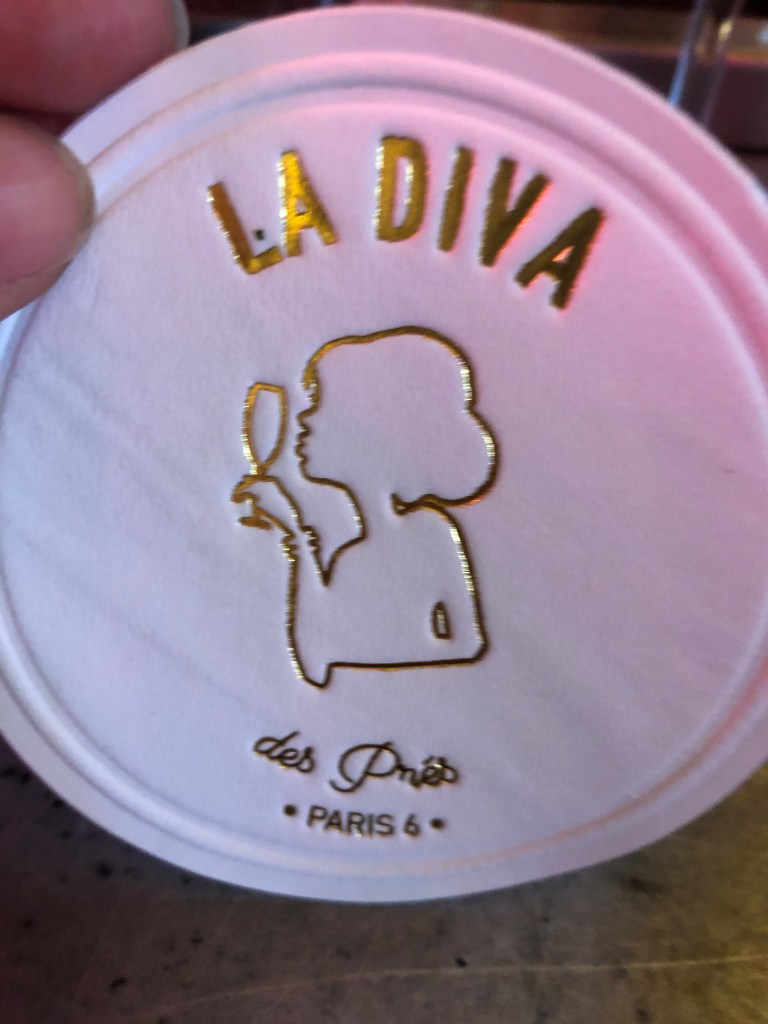 LA DIVA
des Prés
• PARIS 6 •